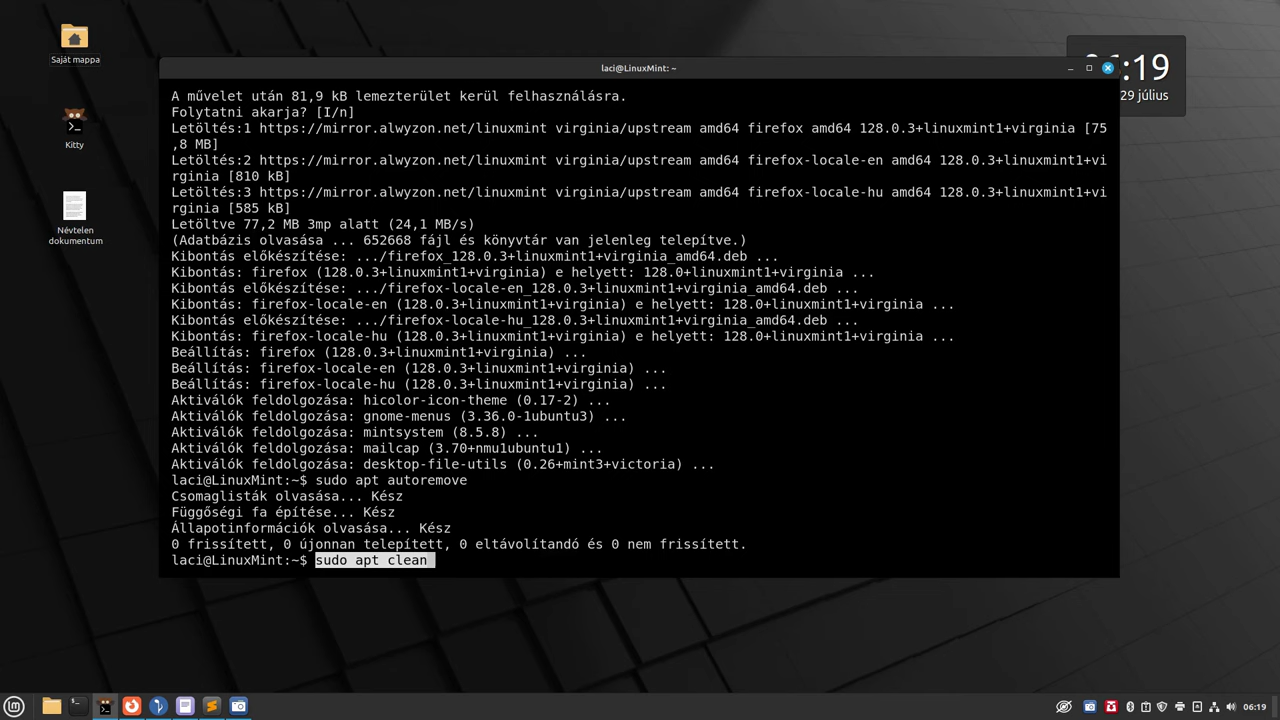 Saját mappa
Kitty
Névtelen
dokumentum
laci@LinuxMint: ~
:19
29 július
A művelet után 81,9 kB lemezterület kerül felhasználásra.
Folytatni akarja? [I/n]
Letöltés:1 https://mirror.alwyzon.net/linuxmint virginia/upstream amd64 firefox amd64 128.0.3+linuxmint1+virginia [75
,8 MB]
Letöltés:2 https://mirror.alwyzon.net/linuxmint virginia/upstream amd64 firefox-locale-en amd64 128.0.3+linuxmint1+vi
rginia [810 kB]
Letöltés:3 https://mirror.alwyzon.net/linuxmint virginia/upstream amd64 firefox-locale-hu amd64 128.0.3+linuxmint1+vi
rginia [585 kB]
Letöltve 77,2 MB 3mp alatt (24,1 MB/s)
(Adatbázis olvasása ... 652668 fájl és könyvtár van jelenleg telepítve.)
Kibontás előkészítése: .../firefox_128.0.3+linuxmint1+virginia_amd64.deb ...
Kibontás: firefox (128.0.3+linuxmint1+virginia) e helyett: 128.0+linuxmint1+virginia ...
Kibontás előkészítése: .../firefox-locale-en_128.0.3+linuxmint1+virginia_amd64.deb ...
Kibontás: firefox-locale-en (128.0.3+linuxmint1+virginia) e helyett: 128.0+linuxmint1+virginia ...
Kibontás előkészítése: .../firefox-locale-hu_128.0.3+linuxmint1+virginia_amd64.deb ...
Kibontás: firefox-locale-hu (128.0.3+linuxmint1+virginia) e helyett: 128.0+linuxmint1+virginia ...
Beállítás: firefox (128.0.3+linuxmint1+virginia) ...
Beállítás: firefox-locale-en (128.0.3+linuxmint1+virginia) ...
Beállítás: firefox-locale-hu (128.0.3+linuxmint1+virginia) ...
Aktiválók feldolgozása: hicolor-icon-theme (0.17-2) ...
Aktiválók feldolgozása: gnome-menus (3.36.0-1ubuntu3) ...
Aktiválók feldolgozása: mintsystem (8.5.8) ...
Aktiválók feldolgozása: mailcap (3.70+nmu1ubuntu1) ...
Aktiválók feldolgozása: desktop-file-utils (0.26+mint3+victoria) ...
laci@LinuxMint:~$ sudo apt autoremove
Csomaglisták olvasása... Kész
Függőségi fa építése... Kész
Állapotinformációk olvasása... Kész
0 frissített, 0 újonnan telepített, 0 eltávolítandó és 0 nem frissített.
laci@LinuxMint:~$ sudo apt clean
06:19